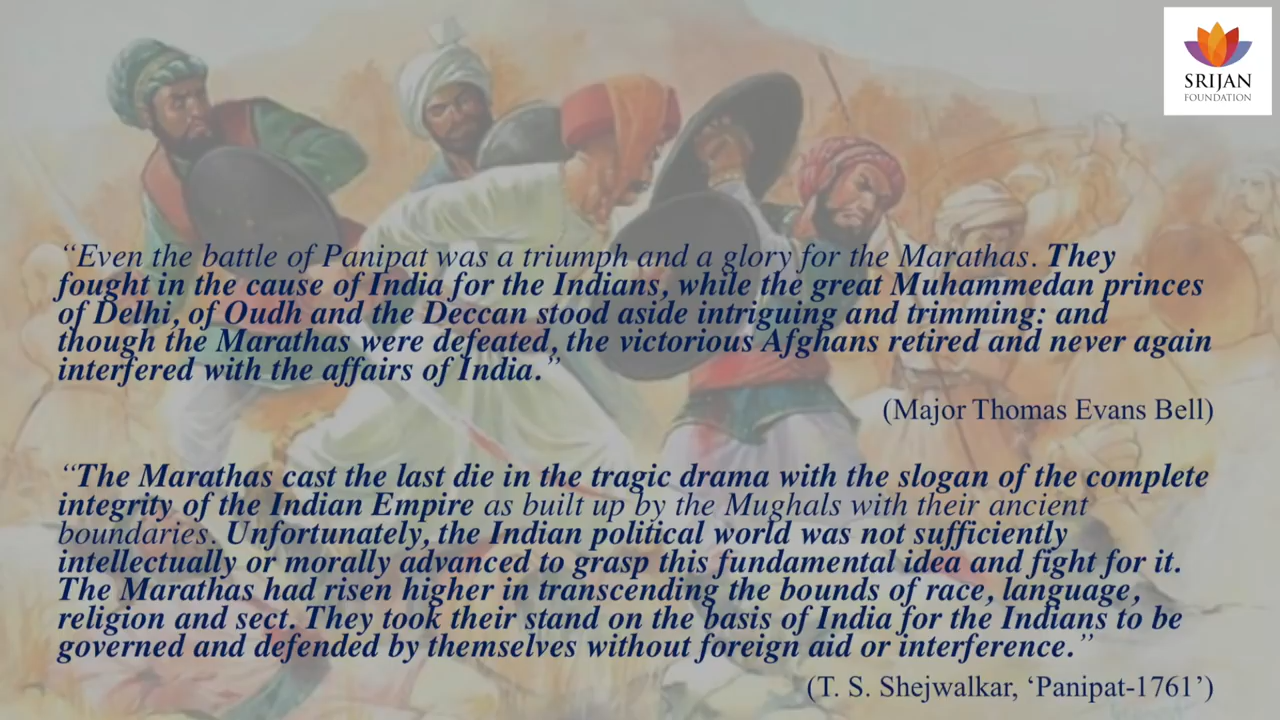 SRIJAN
FOUNDATION
“Even the battle of Panipat was a triumph and a glory for the Marathas. They
fought in the cause of India for the Indians, while the great Muhammedan princes
of Delhi, of Oudh and the Deccan stood aside intriguing and trimming: and
though the Marathas were defeated, the victorious Afghans retired and never again
interfered with the affairs of India.”
(Major Thomas Evans Bell)
“The Marathas cast the last die in the tragic drama with the slogan of the complete
integrity of the Indian Empire as built up by the Mughals with their ancient
boundaries. Unfortunately, the Indian political world was not sufficiently
intellectually or morally advanced to grasp this fundamental idea and fight for it.
The Marathas had risen higher in transcending the bounds of race, language,
religion and sect. They took their stand on the basis of India for the Indians to be
governed and defended by themselves without foreign aid or interference.”
(T. S. Shejwalkar, ‘Panipat-1761’)